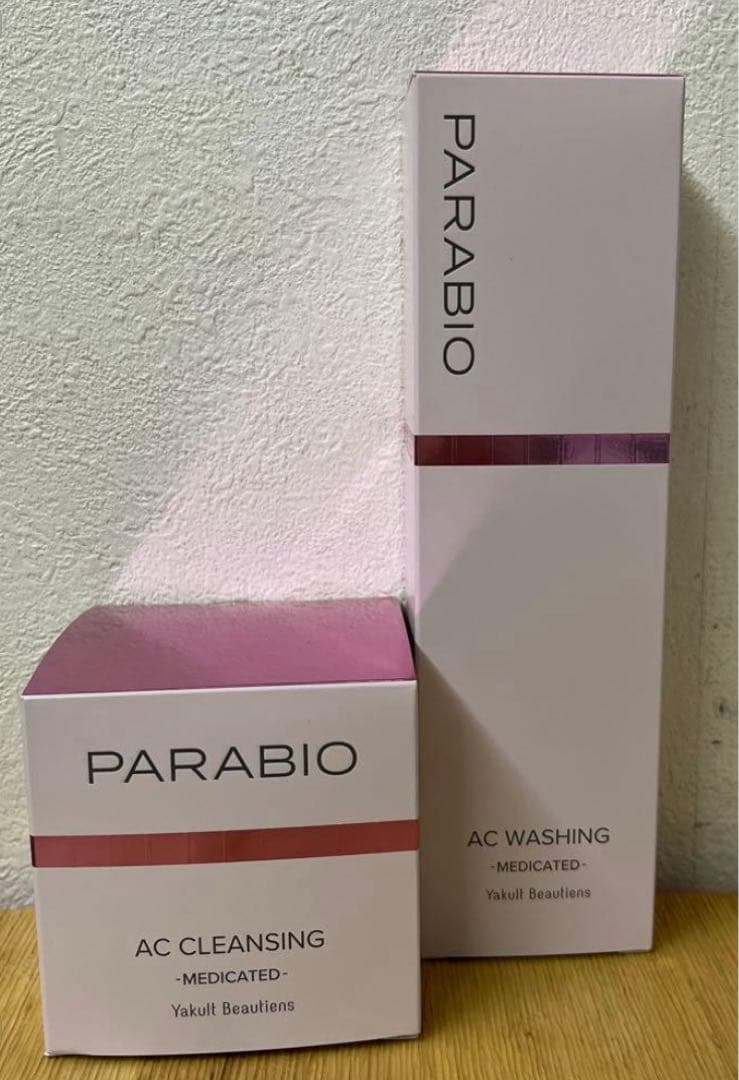 PARABIO
AC WASHING
-MEDICATED-
Yakult Beautiens
PARABIO
AC CLEANSING
-MEDICATED-
Yakult Beautiens